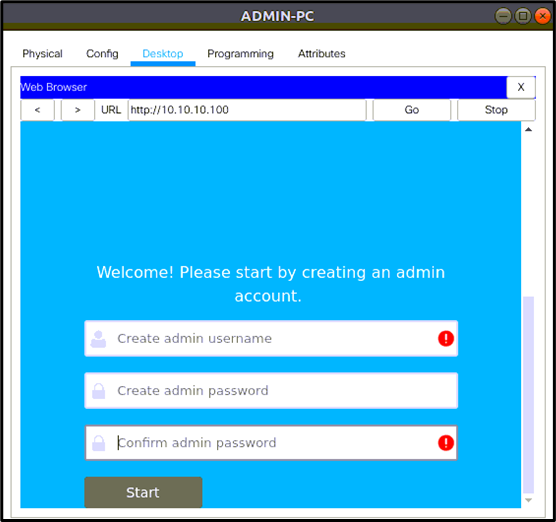 ADMIN-PC
Physical Config Desktop Programming Attributes
Web Browser X
< > URL http://10.10.10.100 Go Stop
Welcome! Please start by creating an admin
account.
Create admin username
Create admin password
Confirm admin password
Start